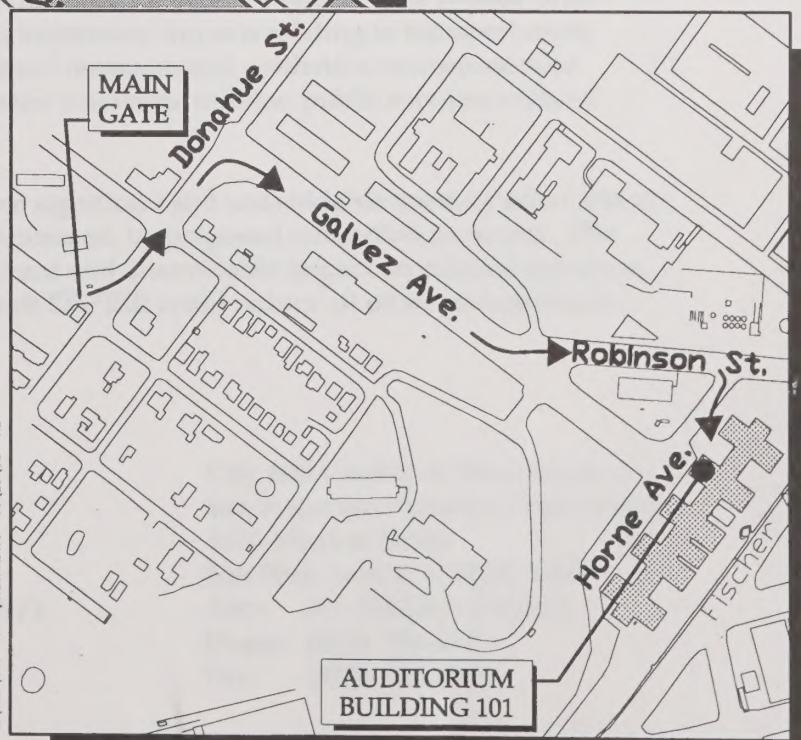 MAIN
GATE
Donahue St.
Galvez Ave.
Robinson St.
Horne Ave.
Fischer
AUDITORIUM
BUILDING 101